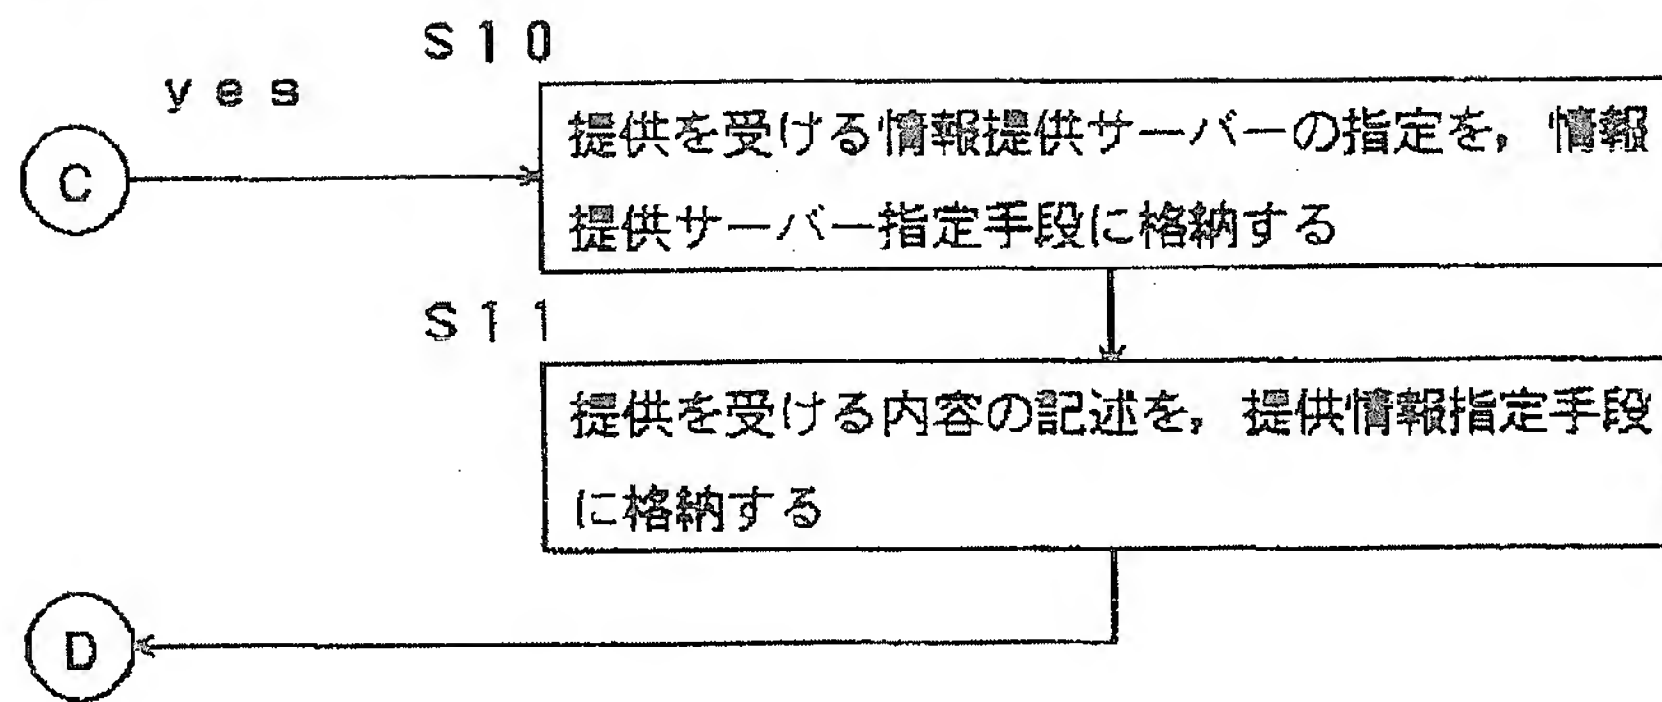 S10
yes
C
提供を受ける情報提供サーバーの指定を，情報
提供サーバー指定手段に格納する
S11
提供を受ける内容の記述を，提供情報指定手段
に格納する
D